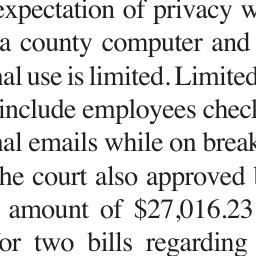 expectation of privacy w
a county computer and
nal use is limited. Limited
include employees check
nal emails while on break
he court also approved b
amount of $27,016.23
or two bills regarding